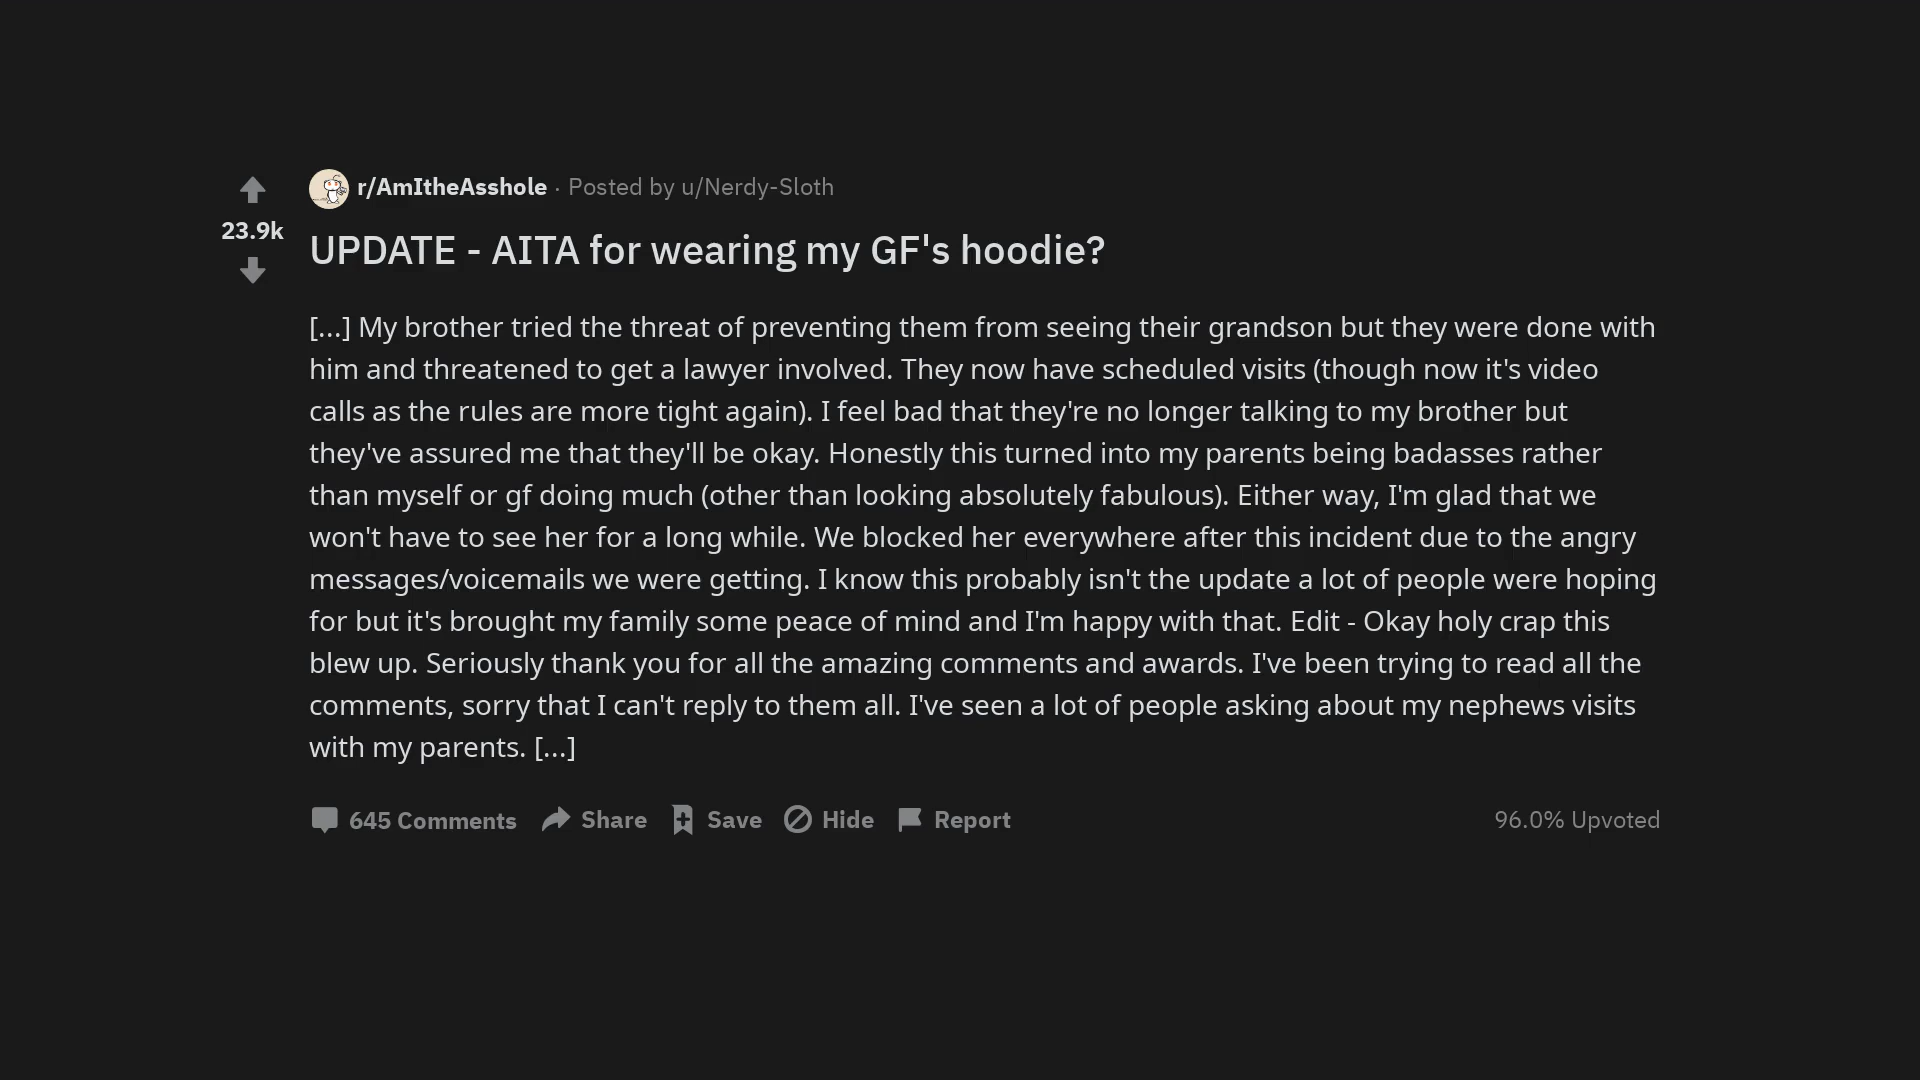 r/AmItheAsshole · Posted by u/Nerdy-Sloth
23.9k
UPDATE - AITA for wearing my GF's hoodie?
[...] My brother tried the threat of preventing them from seeing their grandson but they were done with
him and threatened to get a lawyer involved. They now have scheduled visits (though now it's video
calls as the rules are more tight again). I feel bad that they're no longer talking to my brother but
they've assured me that they'll be okay. Honestly this turned into my parents being badasses rather
than myself or gf doing much (other than looking absolutely fabulous). Either way, I'm glad that we
won't have to see her for a long while. We blocked her everywhere after this incident due to the angry
messages/voicemails we were getting. I know this probably isn't the update a lot of people were hoping
for but it's brought my family some peace of mind and I'm happy with that. Edit - Okay holy crap this
blew up. Seriously thank you for all the amazing comments and awards. I've been trying to read all the
comments, sorry that I can't reply to them all. I've seen a lot of people asking about my nephews visits
with my parents. [...]
645 Comments Share Save Hide Report 96.0% Upvoted